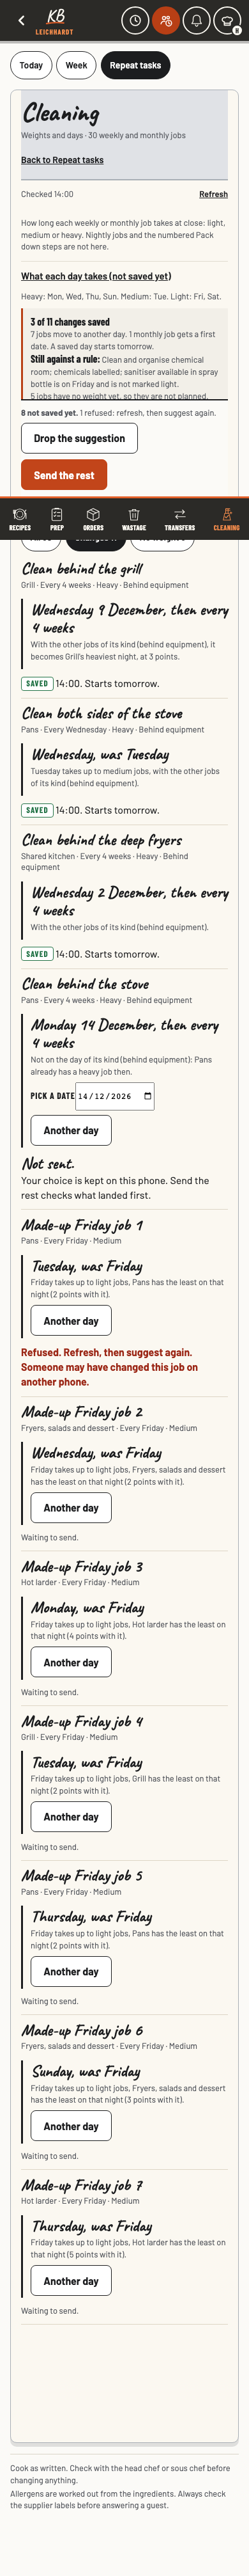 KB
LEICHHARDT
8
Today
Week
Repeat tasks
Cleaning
Weights and days · 30 weekly and monthly jobs
Back to Repeat tasks
Checked 14:00
Refresh
How long each weekly or monthly job takes at close: light,
medium or heavy. Nightly jobs and the numbered Pack
down steps are not here.
What each day takes (not saved yet)
Heavy: Mon, Wed, Thu, Sun. Medium: Tue. Light: Fri, Sat.
3 of 11 changes saved
7 jobs move to another day. 1 monthly job gets a first
date. A saved day starts tomorrow.
Still against a rule: Clean and organise chemical
room; chemicals labelled; sanitiser available in spray
bottle is on Friday and is not marked light.
5 jobs have no weight yet, so they are not planned.
8 not saved yet. 1 refused: refresh, then suggest again.
Drop the suggestion
Send the rest
RECIPES
PREP
ORDERS
WASTAGE
TRANSFERS
CLEANING
Clean behind the grill
Grill · Every 4 weeks · Heavy · Behind equipment
Wednesday 9 December, then every
4 weeks
With the other jobs of its kind (behind equipment), it
becomes Grill's heaviest night, at 3 points.
SAVED 14:00. Starts tomorrow.
Clean both sides of the stove
Pans · Every Wednesday · Heavy · Behind equipment
Wednesday, was Tuesday
Tuesday takes up to medium jobs, with the other jobs
of its kind (behind equipment).
SAVED 14:00. Starts tomorrow.
Clean behind the deep fryers
Shared kitchen · Every 4 weeks · Heavy · Behind
equipment
Wednesday 2 December, then every
4 weeks
With the other jobs of its kind (behind equipment).
SAVED 14:00. Starts tomorrow.
Clean behind the stove
Pans · Every 4 weeks · Heavy · Behind equipment
Monday 14 December, then every
4 weeks
Not on the day of its kind (behind equipment): Pans
already has a heavy job then.
PICK A DATE 14/12/2026
Another day
Not sent.
Your choice is kept on this phone. Send the
rest checks what landed first.
Made-up Friday job 1
Pans · Every Friday · Medium
Tuesday, was Friday
Friday takes up to light jobs, Pans has the least on that
night (2 points with it).
Another day
Refused. Refresh, then suggest again.
Someone may have changed this job on
another phone.
Made-up Friday job 2
Fryers, salads and dessert · Every Friday · Medium
Wednesday, was Friday
Friday takes up to light jobs, Fryers, salads and dessert
has the least on that night (2 points with it).
Another day
Waiting to send.
Made-up Friday job 3
Hot larder · Every Friday · Medium
Monday, was Friday
Friday takes up to light jobs, Hot larder has the least on
that night (4 points with it).
Another day
Waiting to send.
Made-up Friday job 4
Grill · Every Friday · Medium
Tuesday, was Friday
Friday takes up to light jobs, Grill has the least on that
night (2 points with it).
Another day
Waiting to send.
Made-up Friday job 5
Pans · Every Friday · Medium
Thursday, was Friday
Friday takes up to light jobs, Pans has the least on that
night (2 points with it).
Another day
Waiting to send.
Made-up Friday job 6
Fryers, salads and dessert · Every Friday · Medium
Sunday, was Friday
Friday takes up to light jobs, Fryers, salads and dessert
has the least on that night (3 points with it).
Another day
Waiting to send.
Made-up Friday job 7
Hot larder · Every Friday · Medium
Thursday, was Friday
Friday takes up to light jobs, Hot larder has the least on
that night (5 points with it).
Another day
Waiting to send.
Cook as written. Check with the head chef or sous chef before
changing anything.
Allergens are worked out from the ingredients. Always check
the supplier labels before answering a guest.